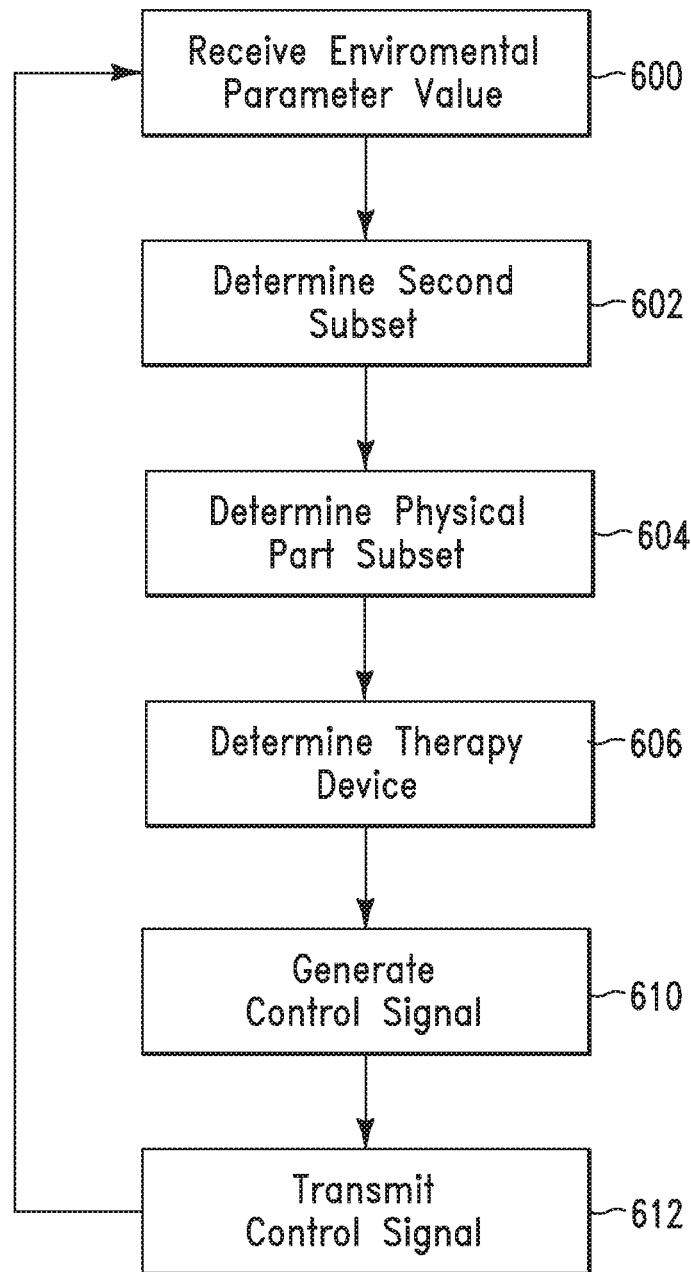 Receive Enviromental
Parameter Value
600
Determine Second
Subset
602
Determine Physical
Part Subset
604
Determine Therapy
Device
606
Generate
Control Signal
610
Transmit
Control Signal
612